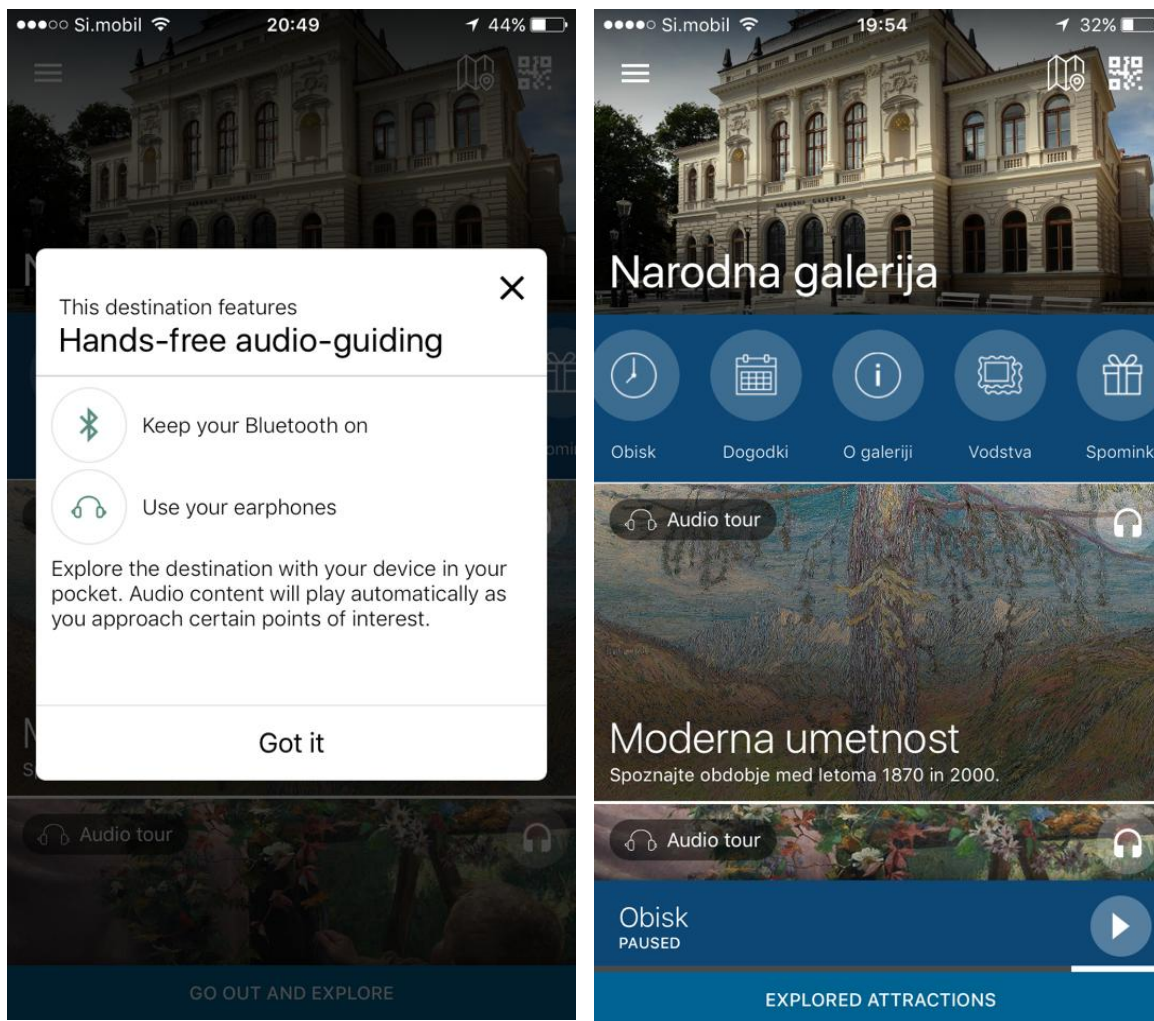 Si.mobil 20:49 44%
This destination features
Hands-free audio-guiding
Keep your Bluetooth on
Use your earphones
Explore the destination with your device in your
pocket. Audio content will play automatically as
you approach certain points of interest.
Got it
Audio tour
GO OUT AND EXPLORE
Si.mobil 19:54 32%
NARODNA GALERIJA
Narodna galerija
Obisk Dogodki O galeriji Vodstva Spomink
Audio tour
Moderna umetnost
Spoznajte obdobje med letoma 1870 in 2000.
Audio tour
Obisk
PAUSED
EXPLORED ATTRACTIONS